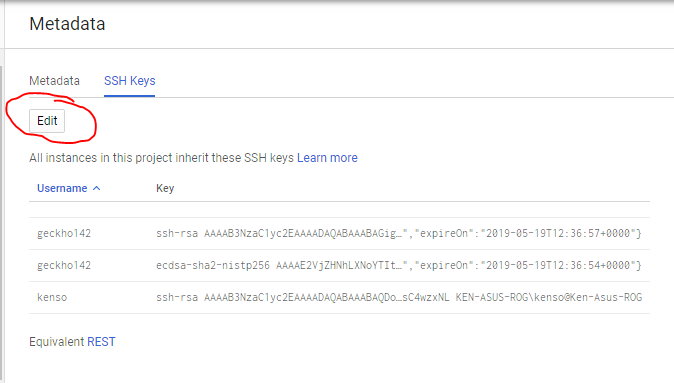 Metadata
Metadata SSH Keys
Edit
All instances in this project inherit these SSH keys Learn more
Username Key
geckho142 ssh-rsa AAAAB3NzaC1yc2EAAAADAQABAAABAGig…","expireOn":"2019-05-19T12:36:57+0000"}
geckho142 ecdsa-sha2-nistp256 AAAAE2VjZHNhLXNoYTIt…","expireOn":"2019-05-19T12:36:54+0000"}
kenso ssh-rsa AAAAB3NzaC1yc2EAAAADAQABAAABAQDo…sC4wzxNL KEN-ASUS-ROG\kenso@Ken-Asus-ROG
Equivalent REST